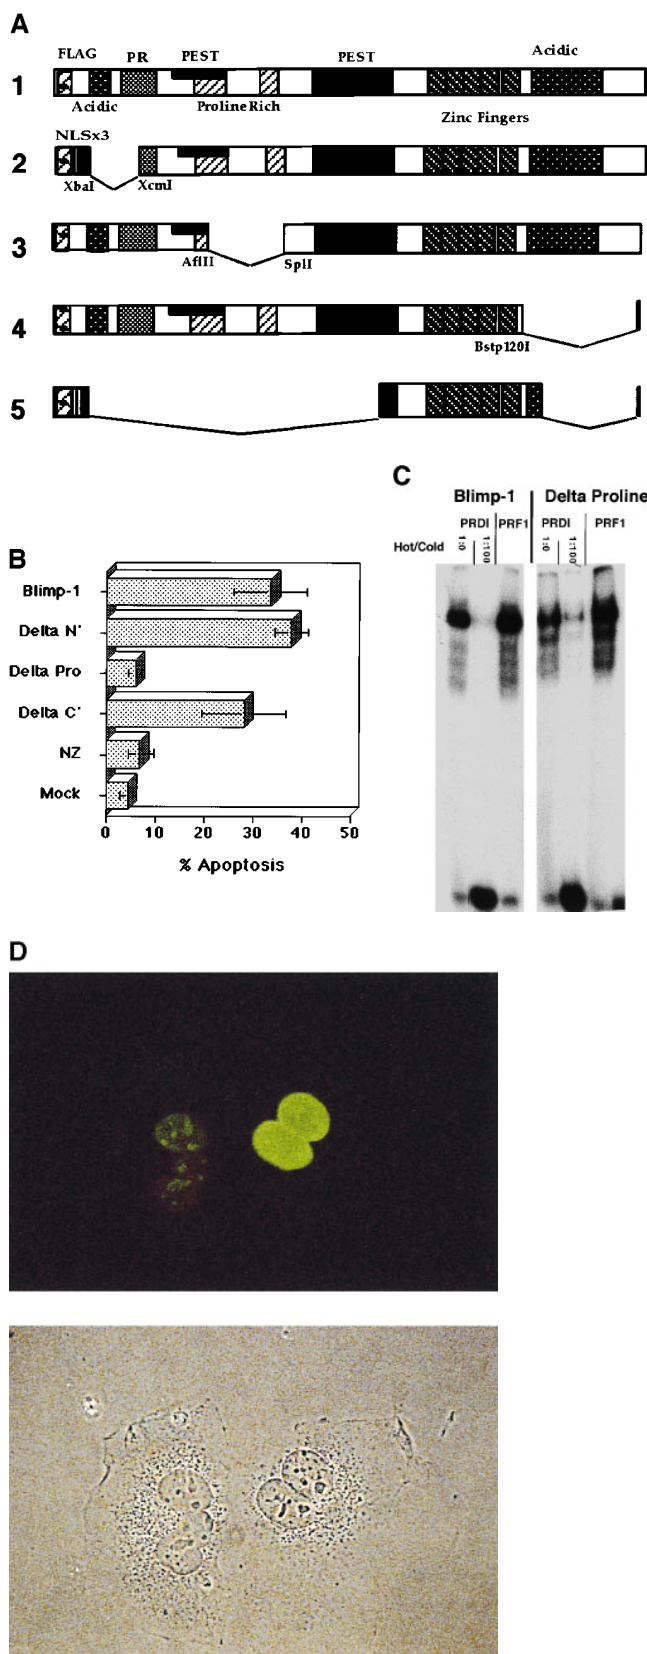 A
FLAG PR PEST PEST Acidic
1
Acidic Proline Rich Zinc Fingers
NLSx3
2
XbaI XcmI
3
AflII SplI
4
Bstp120I
5
C
Blimp-1 Delta Proline
PRDI PRF1 PRDI PRF1
Hot/Cold 1:0 1:100 1:0 1:100
B
Blimp-1
Delta N'
Delta Pro
Delta C'
NZ
Mock
0 10 20 30 40 50
% Apoptosis
D